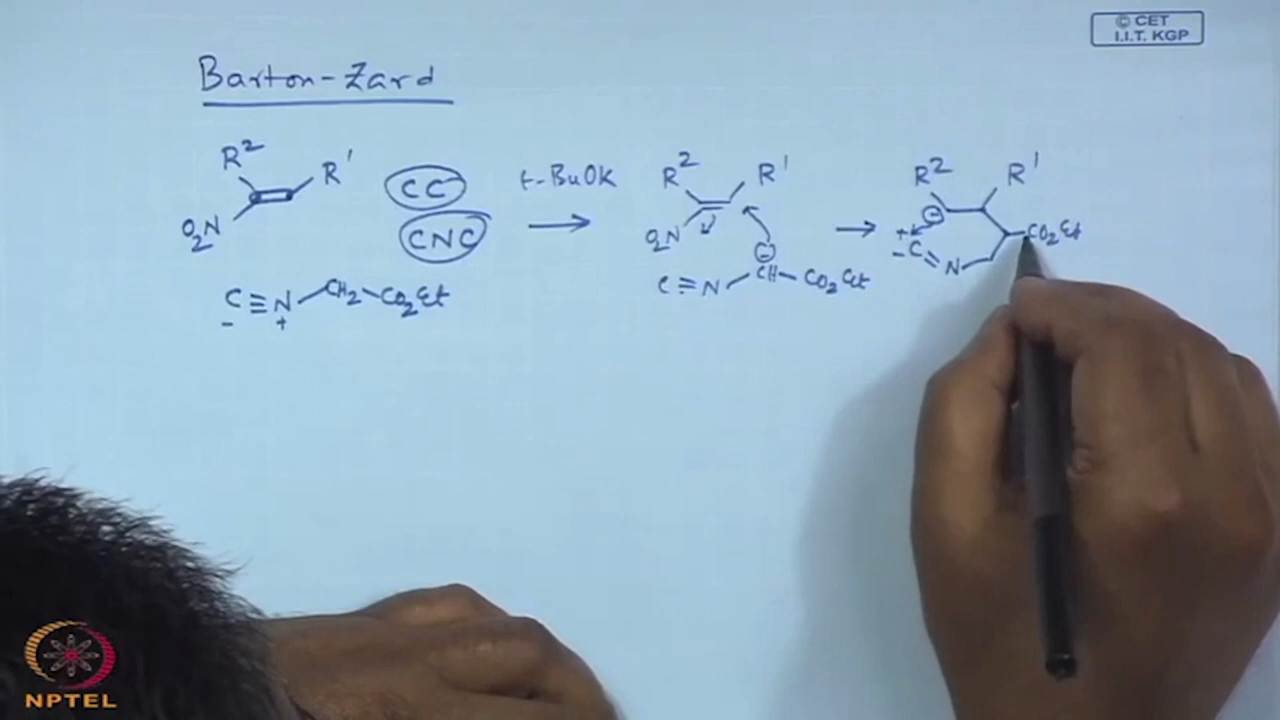 © CET
I.I.T. KGP
Barton-Zard
R² R¹ O₂N
CC
CNC
C≡N-CH₂-CO₂Et
- +
t-BuOK
R² R¹ O₂N
C≡N-CH-CO₂Et
-
R² R¹
- + - C=N CO₂Et
NPTEL